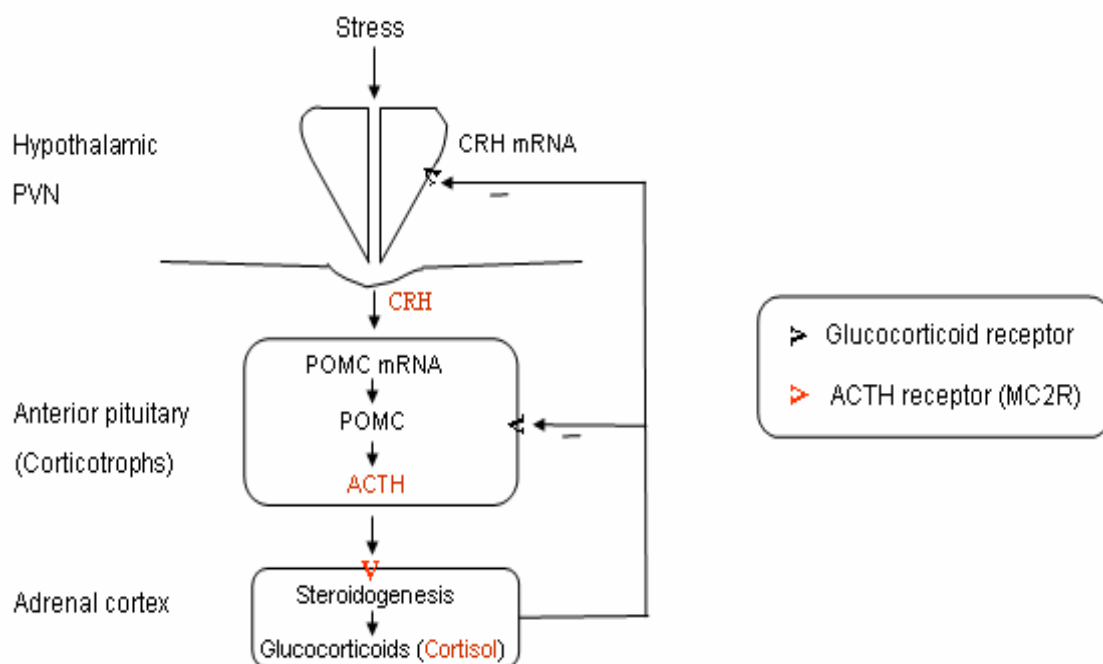 Stress
Hypothalamic
PVN
CRH mRNA
–
CRH
POMC mRNA
POMC
ACTH
Anterior pituitary
(Corticotrophs)
–
Glucocorticoid receptor
ACTH receptor (MC2R)
Adrenal cortex
Steroidogenesis
Glucocorticoids (Cortisol)